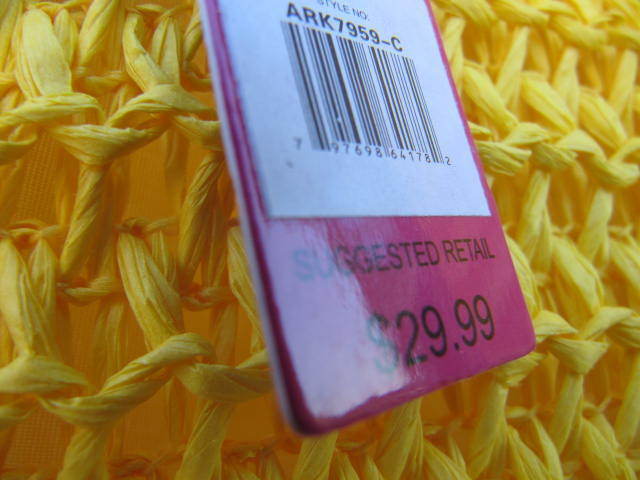 STYLE NO:
ARK7959-C
7 97698 64178 2
SUGGESTED RETAIL
$29.99